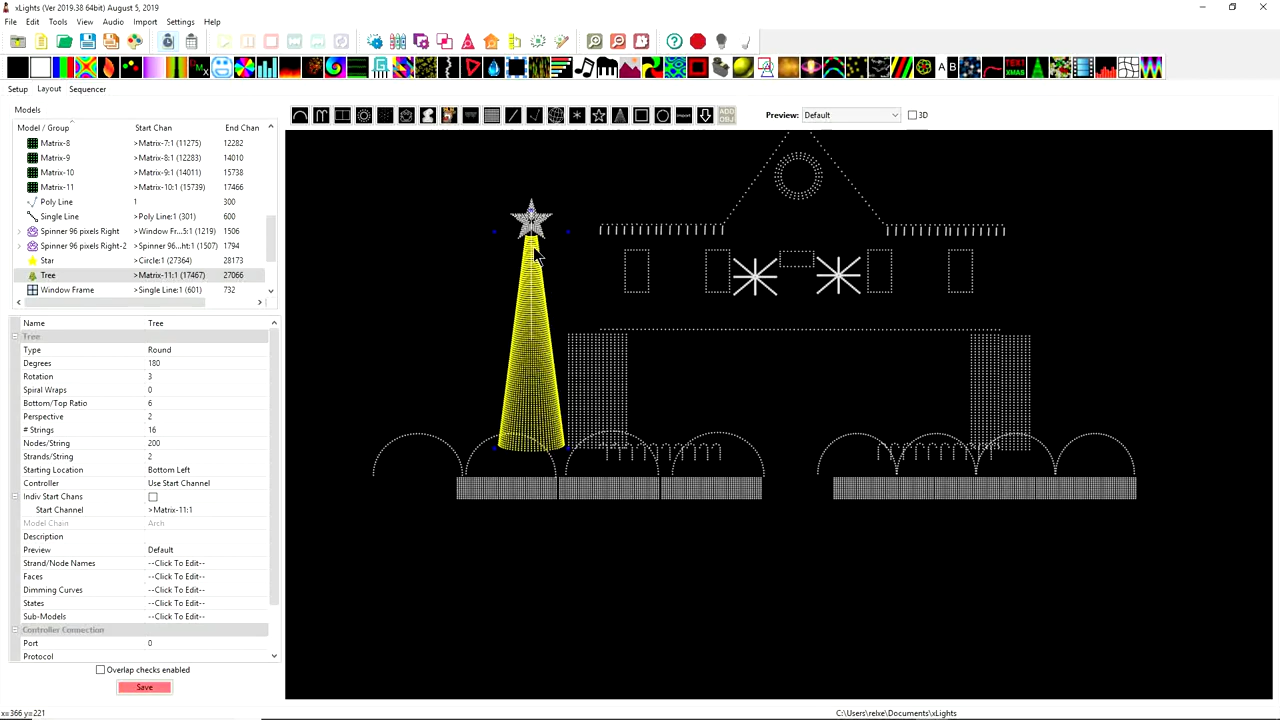 xLights (Ver 2019.38 64bit) August 5, 2019
File Edit Tools View Audio Import Settings Help
A B TEXT XMAS
Setup Layout Sequencer
Models
import ADD OBJ Preview: Default 3D
Model / Group Start Chan End Chan
Matrix-8 >Matrix-7:1 (11275) 12282
Matrix-9 >Matrix-8:1 (12283) 14010
Matrix-10 >Matrix-9:1 (14011) 15738
Matrix-11 >Matrix-10:1 (15739) 17466
Poly Line 1 300
Single Line >Poly Line:1 (301) 600
Spinner 96 pixels Right >Window Fr...5:1 (1219) 1506
Spinner 96 pixels Right-2 >Spinner 96...ht:1 (1507) 1794
Star >Circle:1 (27364) 28173
Tree >Matrix-11:1 (17467) 27066
Window Frame >Single Line:1 (601) 732
Name Tree
Tree
Type Round
Degrees 180
Rotation 3
Spiral Wraps 0
Bottom/Top Ratio 6
Perspective 2
# Strings 16
Nodes/String 200
Strands/String 2
Starting Location Bottom Left
Controller Use Start Channel
Indiv Start Chans
Start Channel >Matrix-11:1
Model Chain Arch
Description
Preview Default
Strand/Node Names --Click To Edit--
Faces --Click To Edit--
Dimming Curves --Click To Edit--
States --Click To Edit--
Sub-Models --Click To Edit--
Controller Connection
Port 0
Protocol
Overlap checks enabled
Save
x=366 y=221 C:\Users\relxe\Documents\xLights